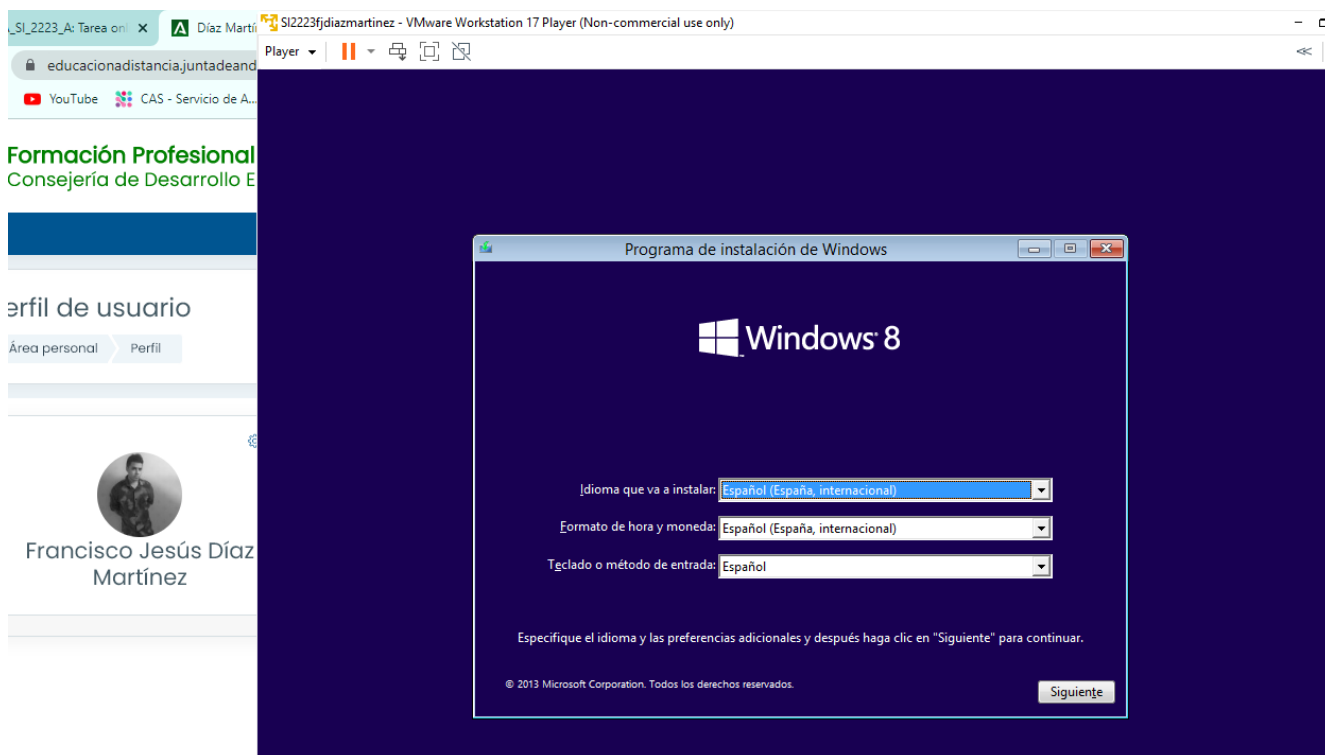 _SI_2223_A: Tarea onl
Díaz Martí
SI2223fjdiazmartinez - VMware Workstation 17 Player (Non-commercial use only)
Player
educacionadistancia.juntadeand
YouTube
CAS - Servicio de A...
Formación Profesional
Consejería de Desarrollo E
erfil de usuario
Área personal
Perfil
Francisco Jesús Díaz
Martínez
Programa de instalación de Windows
Windows 8
Idioma que va a instalar: Español (España, internacional)
Formato de hora y moneda: Español (España, internacional)
Teclado o método de entrada: Español
Especifique el idioma y las preferencias adicionales y después haga clic en "Siguiente" para continuar.
© 2013 Microsoft Corporation. Todos los derechos reservados.
Siguiente